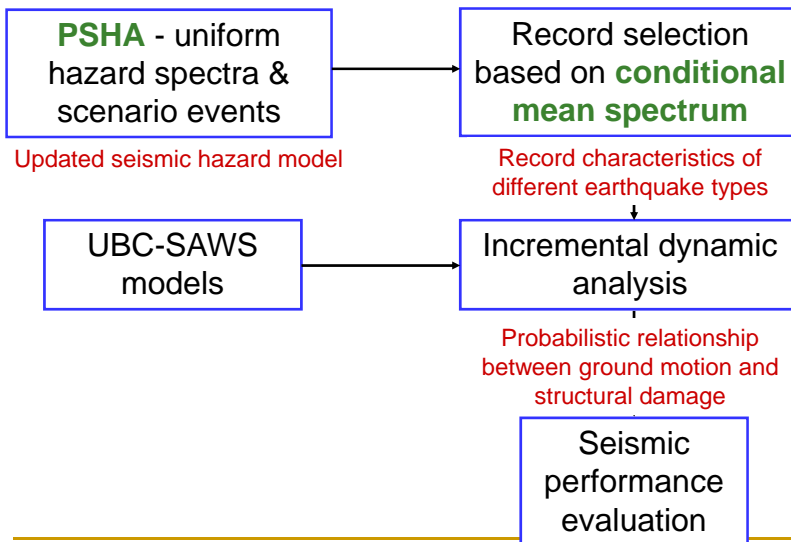 PSHA - uniform
hazard spectra &
scenario events
Record selection
based on conditional
mean spectrum
Updated seismic hazard model
Record characteristics of
different earthquake types
UBC-SAWS
models
Incremental dynamic
analysis
Probabilistic relationship
between ground motion and
structural damage
Seismic
performance
evaluation